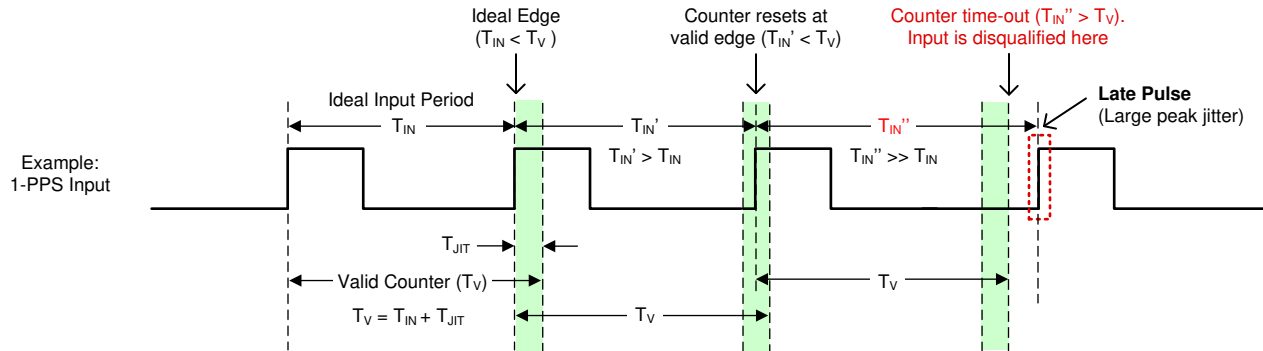 Ideal Edge
(TIN < TV )
Counter resets at
valid edge (TIN' < TV)
Counter time-out (TIN'' > TV).
Input is disqualified here
Late Pulse
(Large peak jitter)
Ideal Input Period
TIN
TIN'
TIN''
Example:
1-PPS Input
TIN' > TIN
TIN'' >> TIN
TJIT
Valid Counter (TV)
TV
TV = TIN + TJIT
TV